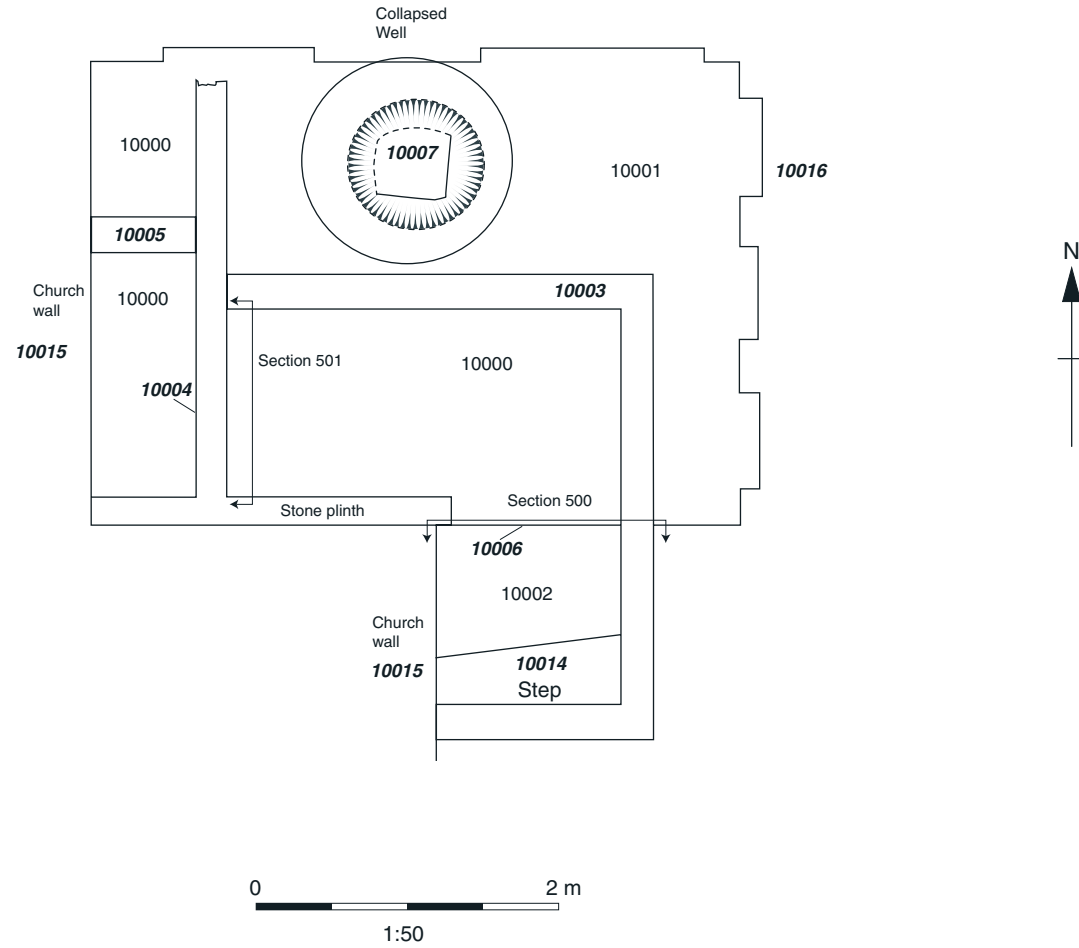 Collapsed
Well
10000
10007
10001
10016
10005
N
Church
wall
10000
10003
10015
Section 501
10000
10004
Section 500
Stone plinth
10006
10002
Church
wall
10015
10014
Step
0 2 m
1:50